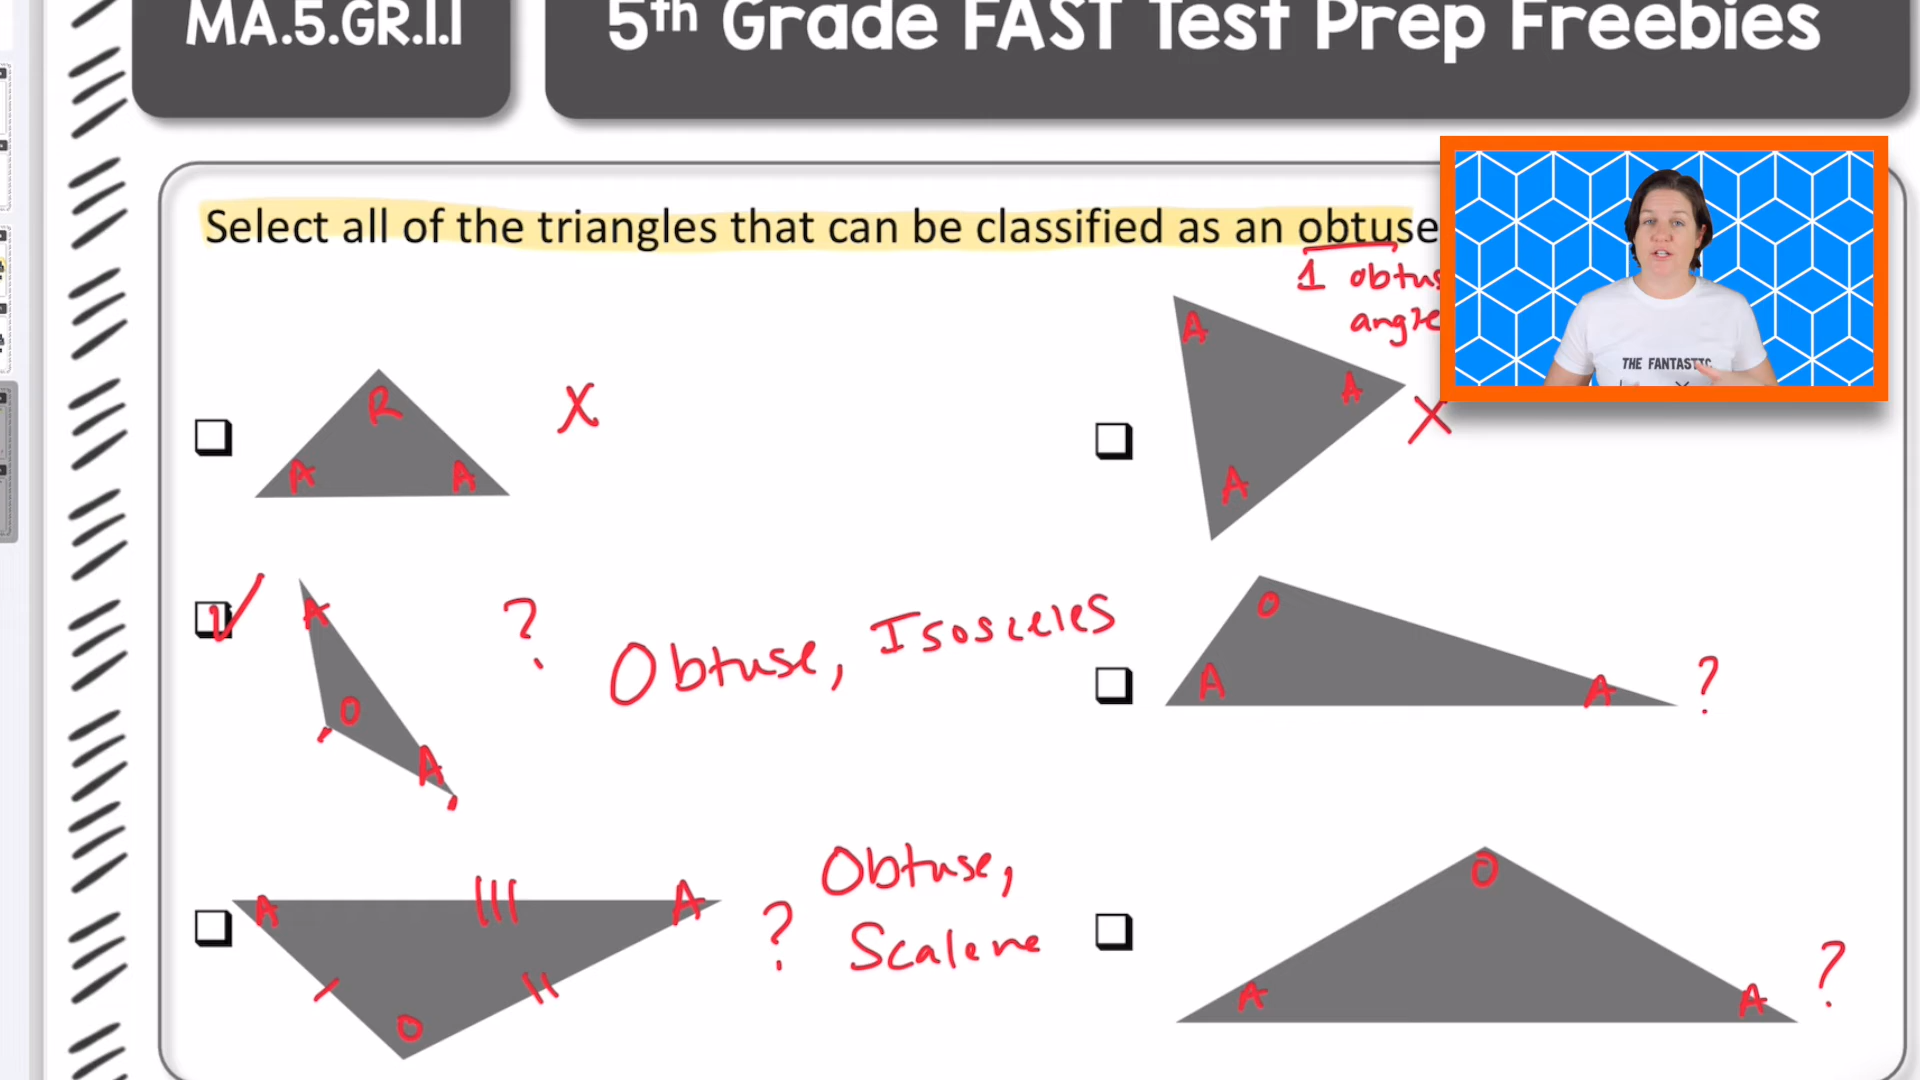 MA.5.GR.1.1
5th Grade FAST Test Prep Freebies
Select all of the triangles that can be classified as an obtuse
1 obtus
angle
A
A
A
X
R
A
A
X
THE FANTASTIC
A
O
A
?
Obtuse, Isosceles
O
A
A
?
A
|||
A
O
?
Obtuse,
Scalene
O
A
A
?